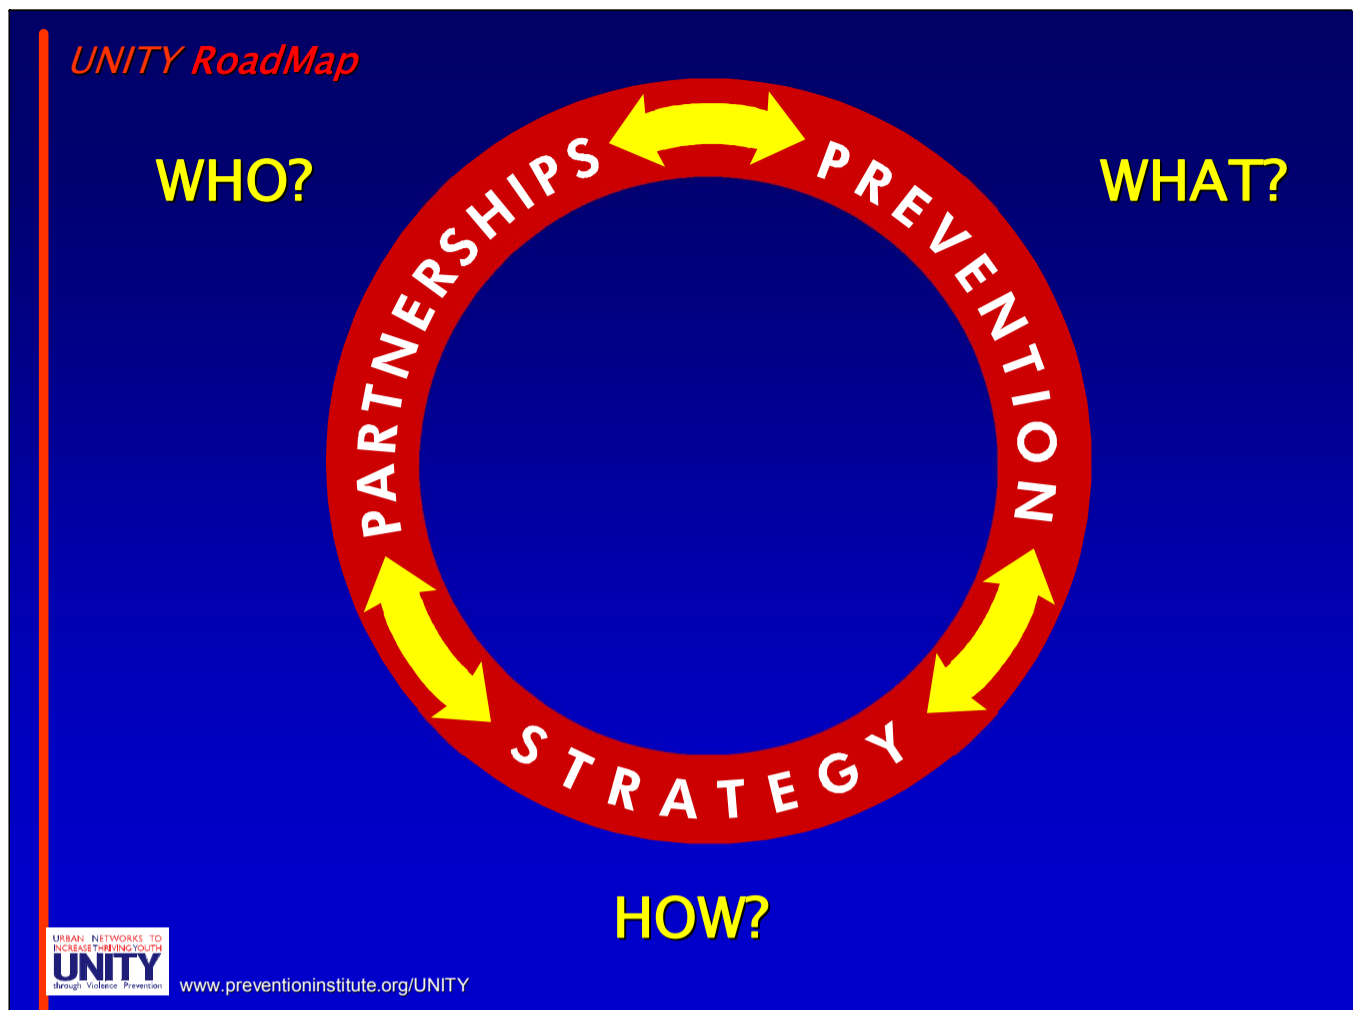 UNITY RoadMap
WHO?
WHAT?
PARTNERSHIPS
PREVENTION
STRATEGY
HOW?
URBAN NETWORKS TO
INCREASE THRIVING YOUTH
UNITY
through Violence Prevention
www.preventioninstitute.org/UNITY